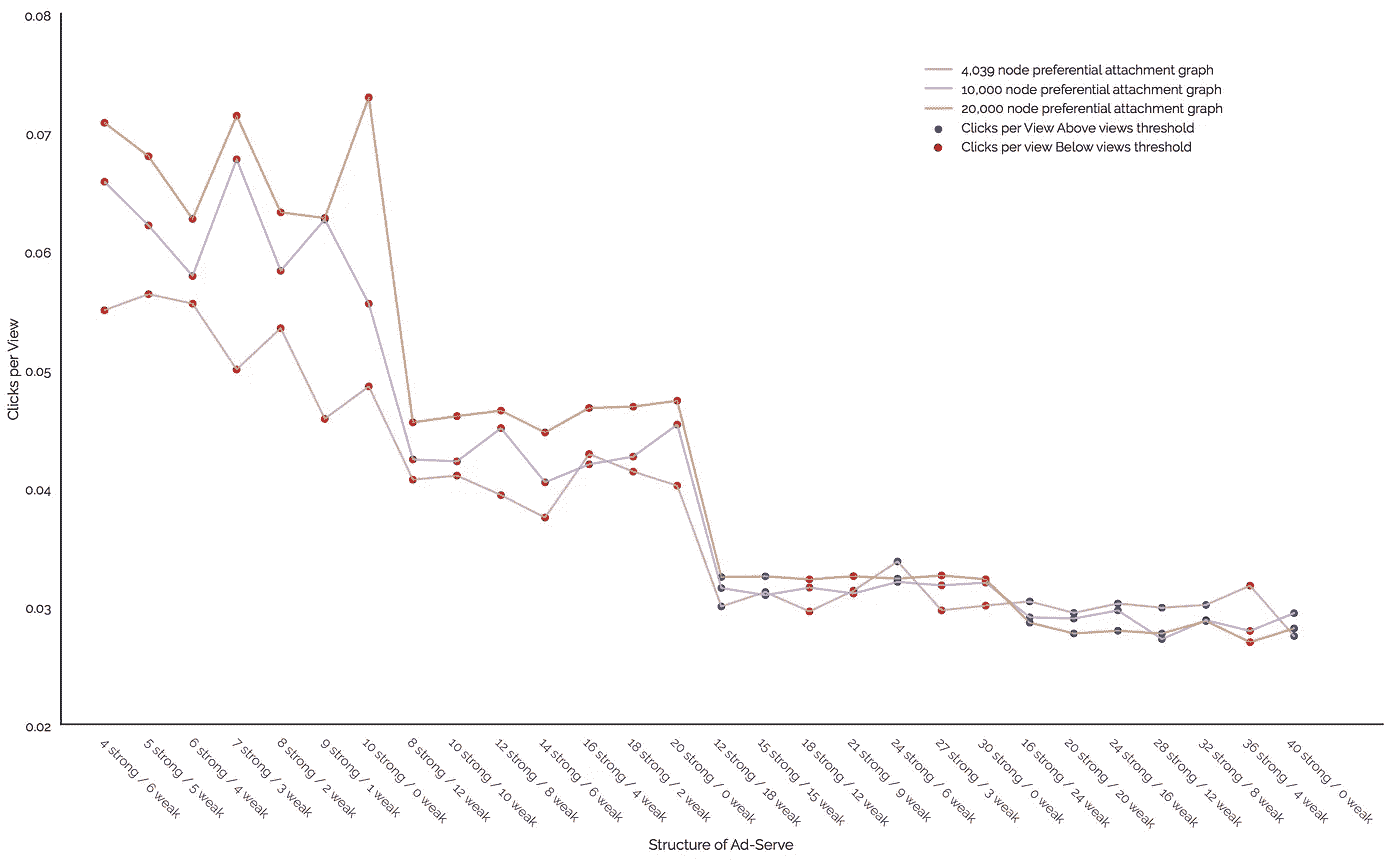 0.08
0.07
0.06
0.05
0.04
0.03
0.02
Clicks per View
4,039 node preferential attachment graph
10,000 node preferential attachment graph
20,000 node preferential attachment graph
Clicks per View Above views threshold
Clicks per view Below views threshold
4 strong / 6 weak
5 strong / 5 weak
6 strong / 4 weak
7 strong / 3 weak
8 strong / 2 weak
9 strong / 1 weak
10 strong / 0 weak
8 strong / 12 weak
10 strong / 10 weak
12 strong / 8 weak
14 strong / 6 weak
16 strong / 4 weak
18 strong / 2 weak
20 strong / 0 weak
12 strong / 18 weak
15 strong / 15 weak
18 strong / 12 weak
21 strong / 9 weak
24 strong / 6 weak
27 strong / 3 weak
30 strong / 0 weak
16 strong / 24 weak
20 strong / 20 weak
24 strong / 16 weak
28 strong / 12 weak
32 strong / 8 weak
36 strong / 4 weak
40 strong / 0 weak
Structure of Ad-Serve